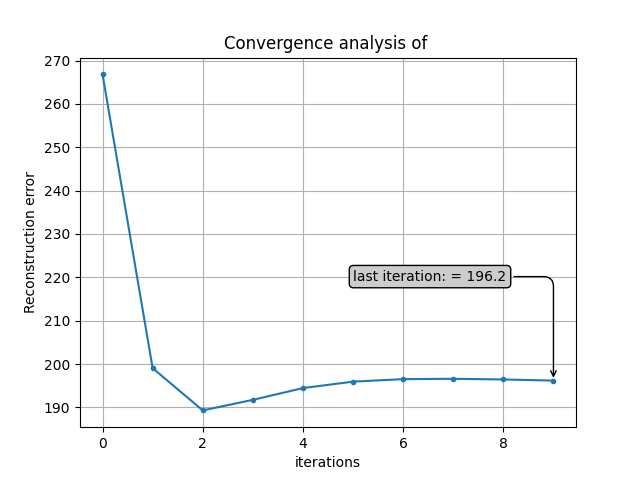 Convergence analysis of
Reconstruction error
270
260
250
240
230
220
210
200
190
last iteration: = 196.2
0 2 4 6 8
iterations